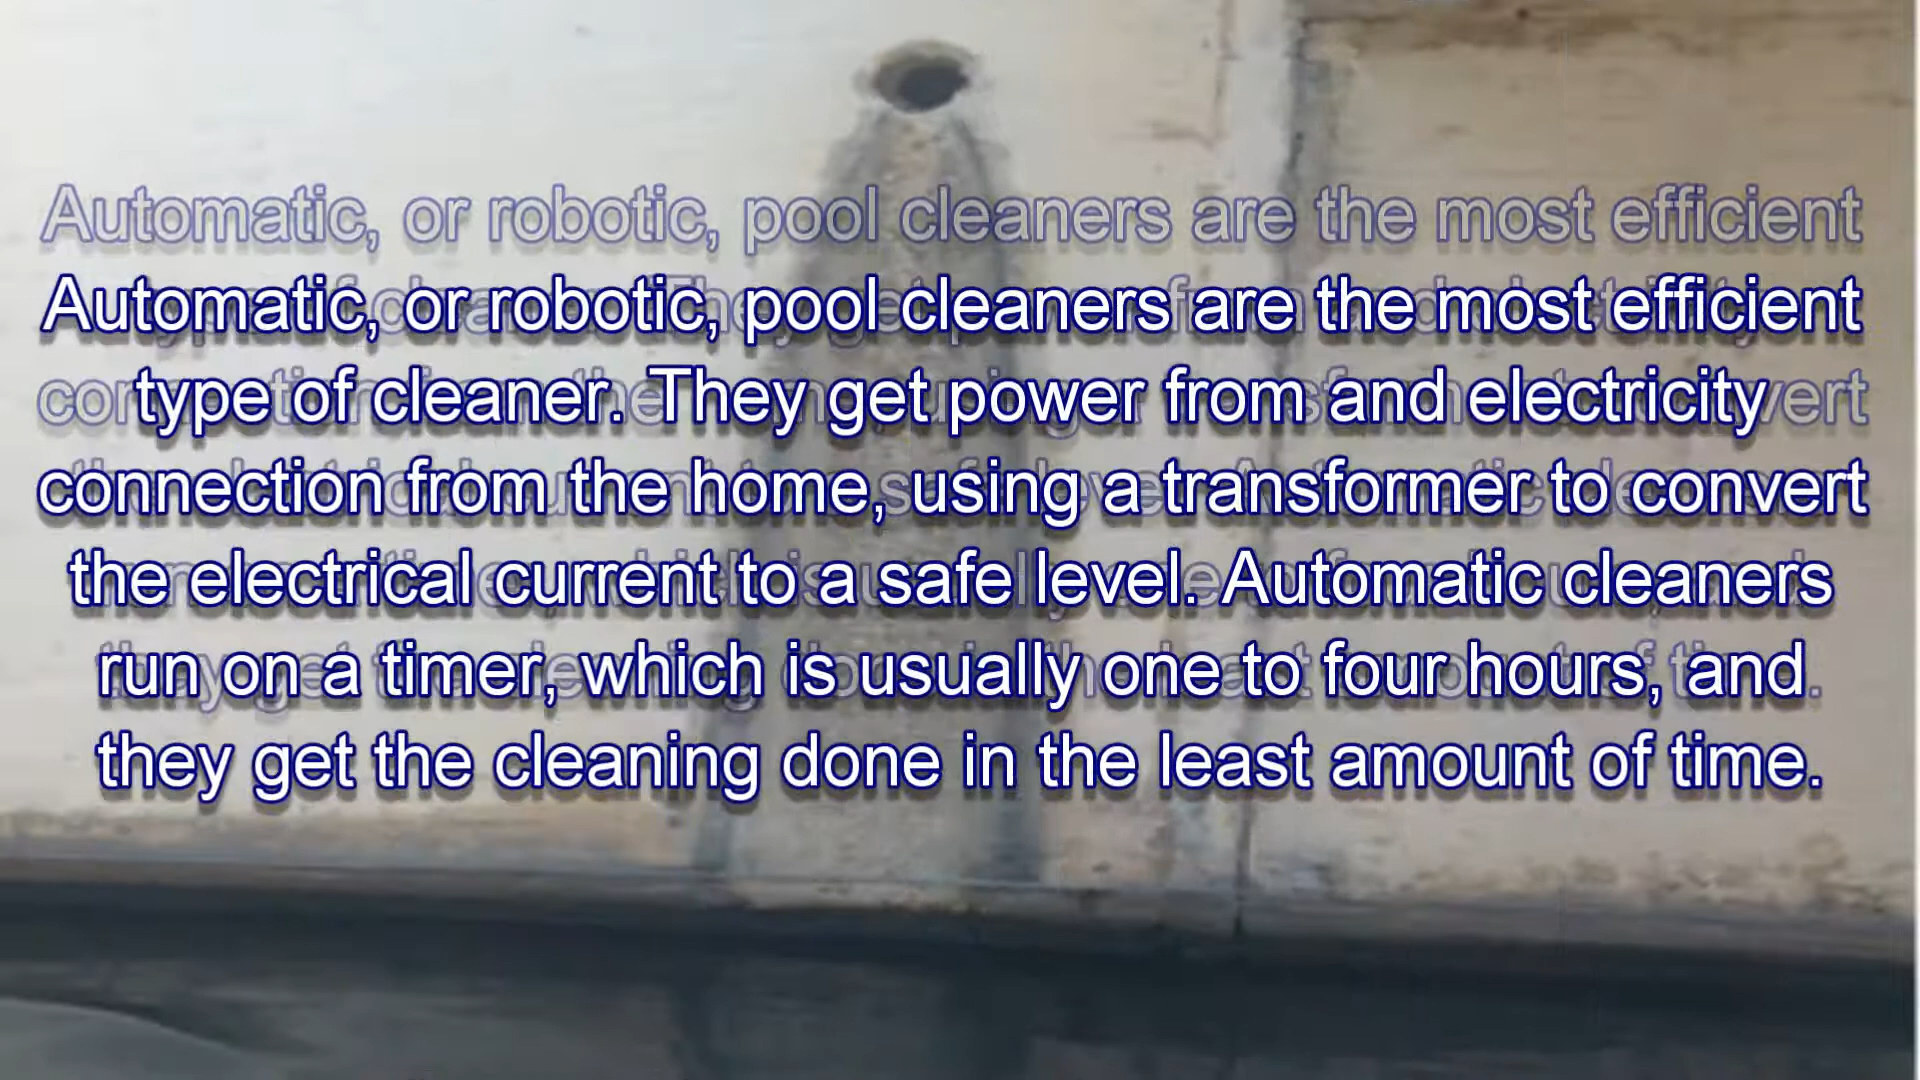 Automatic, or robotic, pool cleaners are the most efficient
Automatic, or robotic, pool cleaners are the most efficient
type of cleaner. They get power from and electricity
connection from the home, using a transformer to convert
the electrical current to a safe level. Automatic cleaners
run on a timer, which is usually one to four hours, and
they get the cleaning done in the least amount of time.